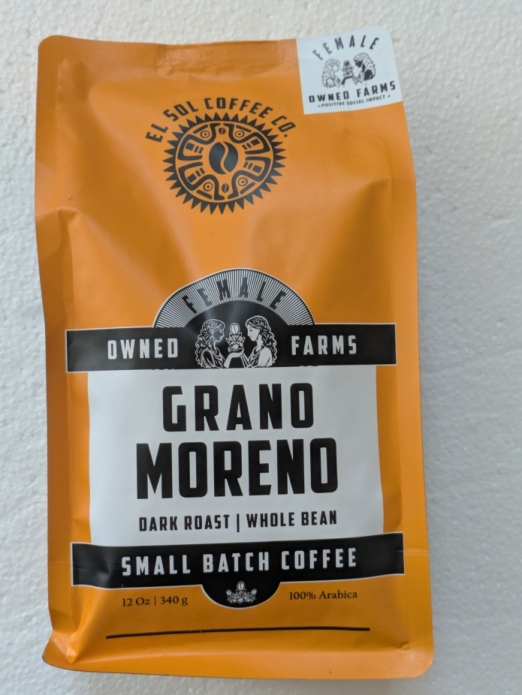 FEMALE
OWNED FARMS
POSITIVE SOCIAL IMPACT
EL SOL COFFEE CO.
FEMALE
OWNED FARMS
GRANO
MORENO
DARK ROAST | WHOLE BEAN
SMALL BATCH COFFEE
12 Oz | 340 g 100% Arabica